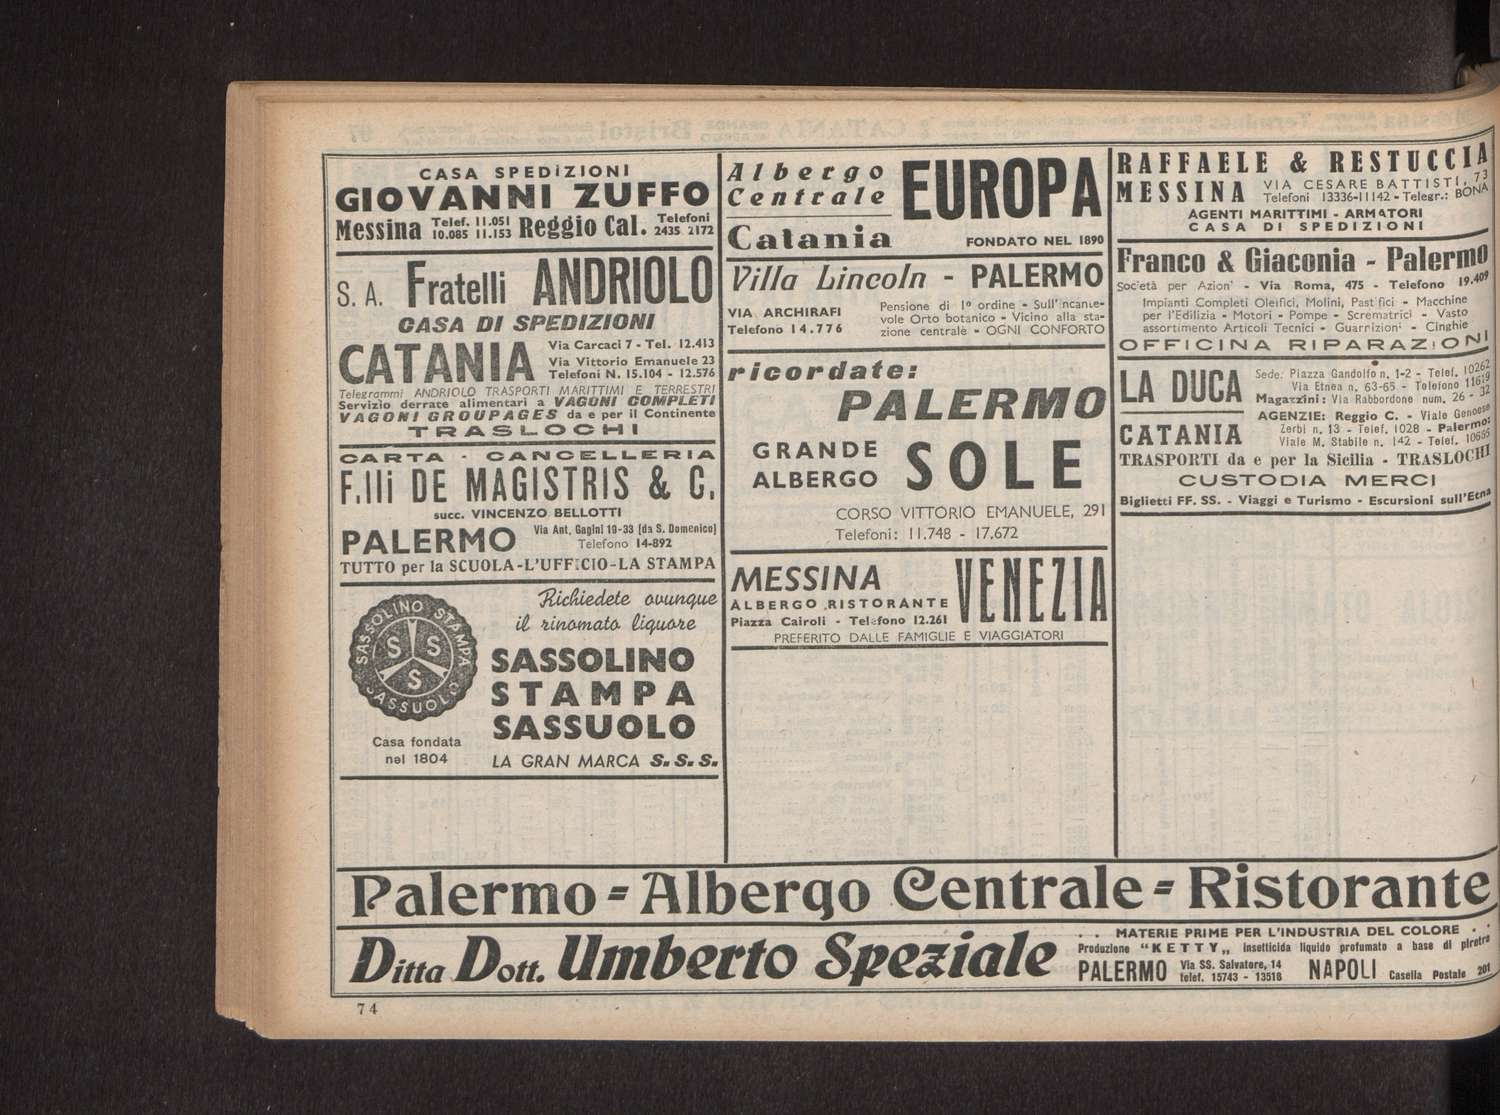 CASA SPEDIZIONI
GIOVANNI ZUFFO
Messina Telef. 11.051 10.085 11.153 Reggio Cal. Telefoni 2435 2172
S. A. Fratelli ANDRIOLO
CASA DI SPEDIZIONI
CATANIA
Via Carcaci 7 - Tel. 12.413
Via Vittorio Emanuele 23
Telefoni N. 15.104 - 12.576
Telegrammi ANDRIOLO TRASPORTI MARITTIMI E TERRESTRI
Servizio derrate alimentari a VAGONI COMPLETI
VAGONI GROUPAGES da e per il Continente
TRASLOCHI
CARTA - CANCELLERIA
F.lli DE MAGISTRIS & C.
succ. VINCENZO BELLOTTI
PALERMO
Via Ant. Gagini 19-33 [da S. Domenico]
Telefono 14-892
TUTTO per la SCUOLA-L'UFFICIO-LA STAMPA
SASSOLINO STAMPA SASSUOLO
S S S
Casa fondata
nel 1804
Richiedete ovunque
il rinomato liquore
SASSOLINO
STAMPA
SASSUOLO
LA GRAN MARCA S.S.S.
Albergo
Centrale
EUROPA
Catania FONDATO NEL 1890
Villa Lincoln - PALERMO
VIA ARCHIRAFI
Telefono 14.776
Pensione di 1º ordine - Sull'incante-
vole Orto botanico - Vicino alla sta-
zione centrale - OGNI CONFORTO
ricordate:
PALERMO
GRANDE
ALBERGO
SOLE
CORSO VITTORIO EMANUELE, 291
Telefoni: 11.748 - 17.672
MESSINA
ALBERGO RISTORANTE
Piazza Cairoli - Telefono 12.261
VENEZIA
PREFERITO DALLE FAMIGLIE E VIAGGIATORI
RAFFAELE & RESTUCCIA
MESSINA
VIA CESARE BATTISTI, 73
Telefoni 13336-11142 - Telegr.: BONA
AGENTI MARITTIMI - ARMATORI
CASA DI SPEDIZIONI
Franco & Giaconia - Palermo
Società per Azion' - Via Roma, 475 - Telefono 19.409
Impianti Completi Oleifici, Molini, Pastifici - Macchine
per l'Edilizia - Motori - Pompe - Scrematrici - Vasto
assortimento Articoli Tecnici - Guarrizioni - Cinghie
OFFICINA RIPARAZIONI
LA DUCA
CATANIA
Sede: Piazza Gandolfo n. 1-2 - Telef. 10262
Via Etnea n. 63-65 - Telefono 11619
Magazzini: Via Rabbordone num. 26 - 32
AGENZIE: Reggio C. - Viale Genoese
Zerbi n. 13 - Telef. 1028 - Palermo:
Viale M. Stabile n. 142 - Telef. 10655
TRASPORTI da e per la Sicilia - TRASLOCHI
CUSTODIA MERCI
Biglietti FF. SS. - Viaggi e Turismo - Escursioni sull'Etna
Palermo = Albergo Centrale = Ristorante
Ditta Dott. Umberto Speziale
. . MATERIE PRIME PER L'INDUSTRIA DEL COLORE . .
Produzione "KETTY„ insetticida liquido profumato a base di piretro
PALERMO Via SS. Salvatore, 14 telef. 15743 - 13518 NAPOLI Casella Postale 201
74